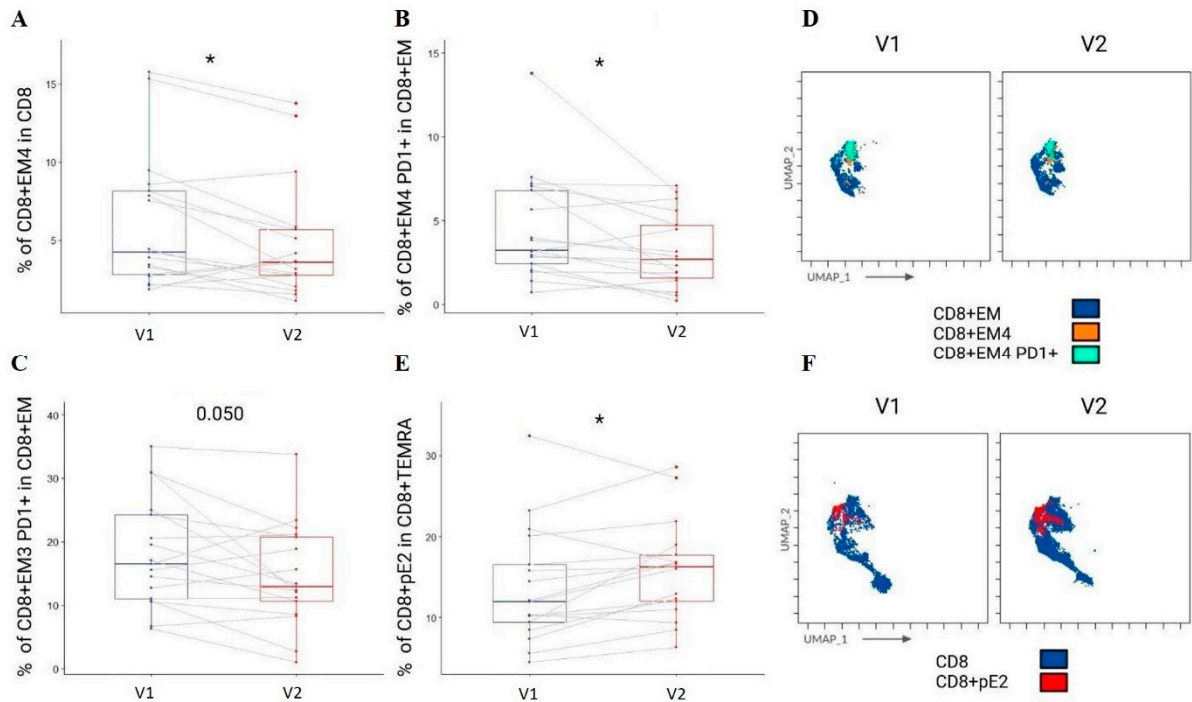 A
% of CD8+EM4 in CD8
15
10
5
*
V1
V2
B
% of CD8+EM4 PD1+ in CD8+EM
15
10
5
0
*
V1
V2
D
V1
V2
UMAP_2
UMAP_1
CD8+EM
CD8+EM4
CD8+EM4 PD1+
C
% of CD8+EM3 PD1+ in CD8+EM
40
30
20
10
0
0.050
V1
V2
E
% of CD8+pE2 in CD8+TEMRA
30
20
10
*
V1
V2
F
V1
V2
UMAP_2
UMAP_1
CD8
CD8+pE2